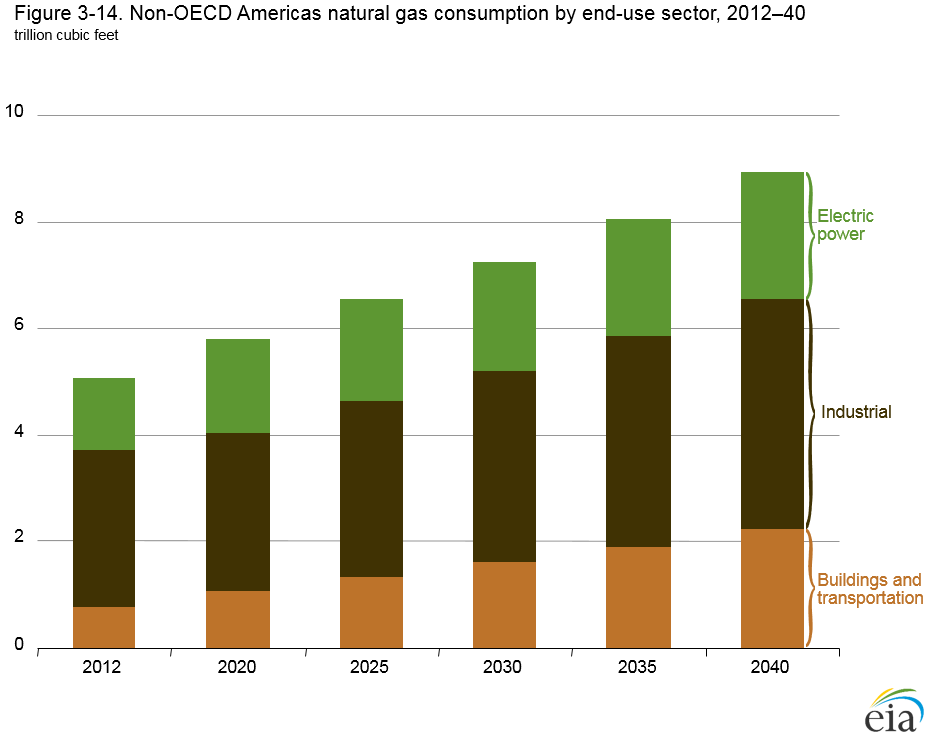 Figure 3-14. Non-OECD Americas natural gas consumption by end-use sector, 2012–40
trillion cubic feet
10
8
Electric
power
6
Industrial
4
2
Buildings and
transportation
0
2012 2020 2025 2030 2035 2040
eia